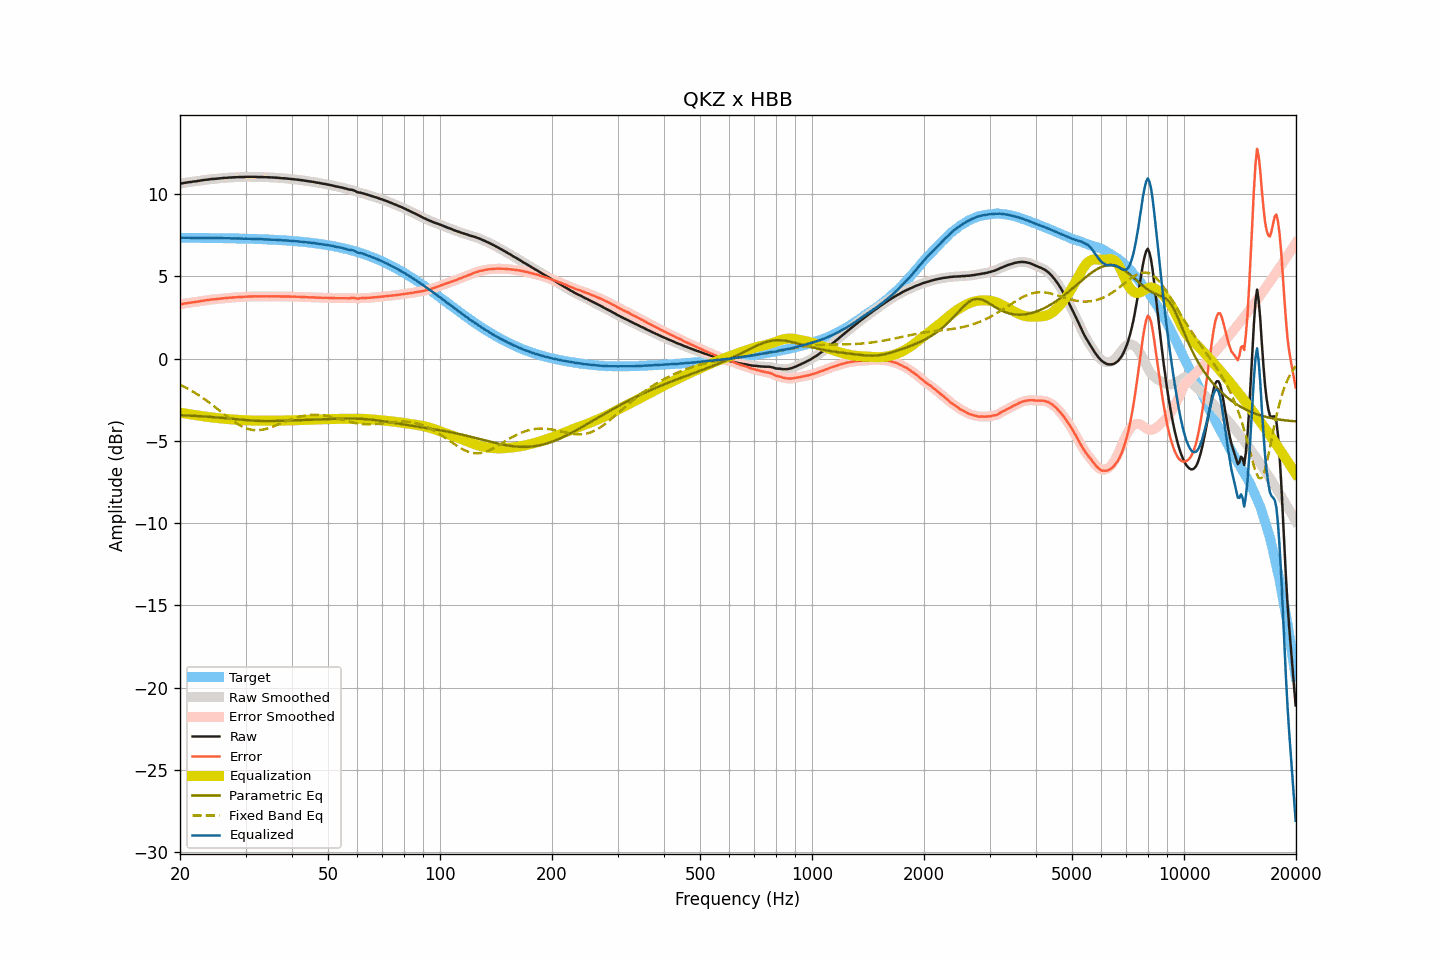 QKZ x HBB
Amplitude (dBr)
10
5
0
−5
−10
−15
−20
−25
−30
Target
Raw Smoothed
Error Smoothed
Raw
Error
Equalization
Parametric Eq
Fixed Band Eq
Equalized
20 50 100 200 500 1000 2000 5000 10000 20000
Frequency (Hz)